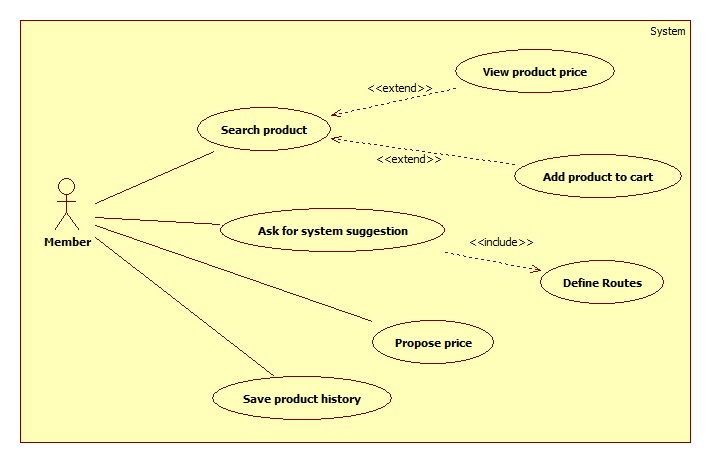 System
View product price
<<extend>>
Search product
<<extend>>
Add product to cart
Member
Ask for system suggestion
<<include>>
Define Routes
Propose price
Save product history